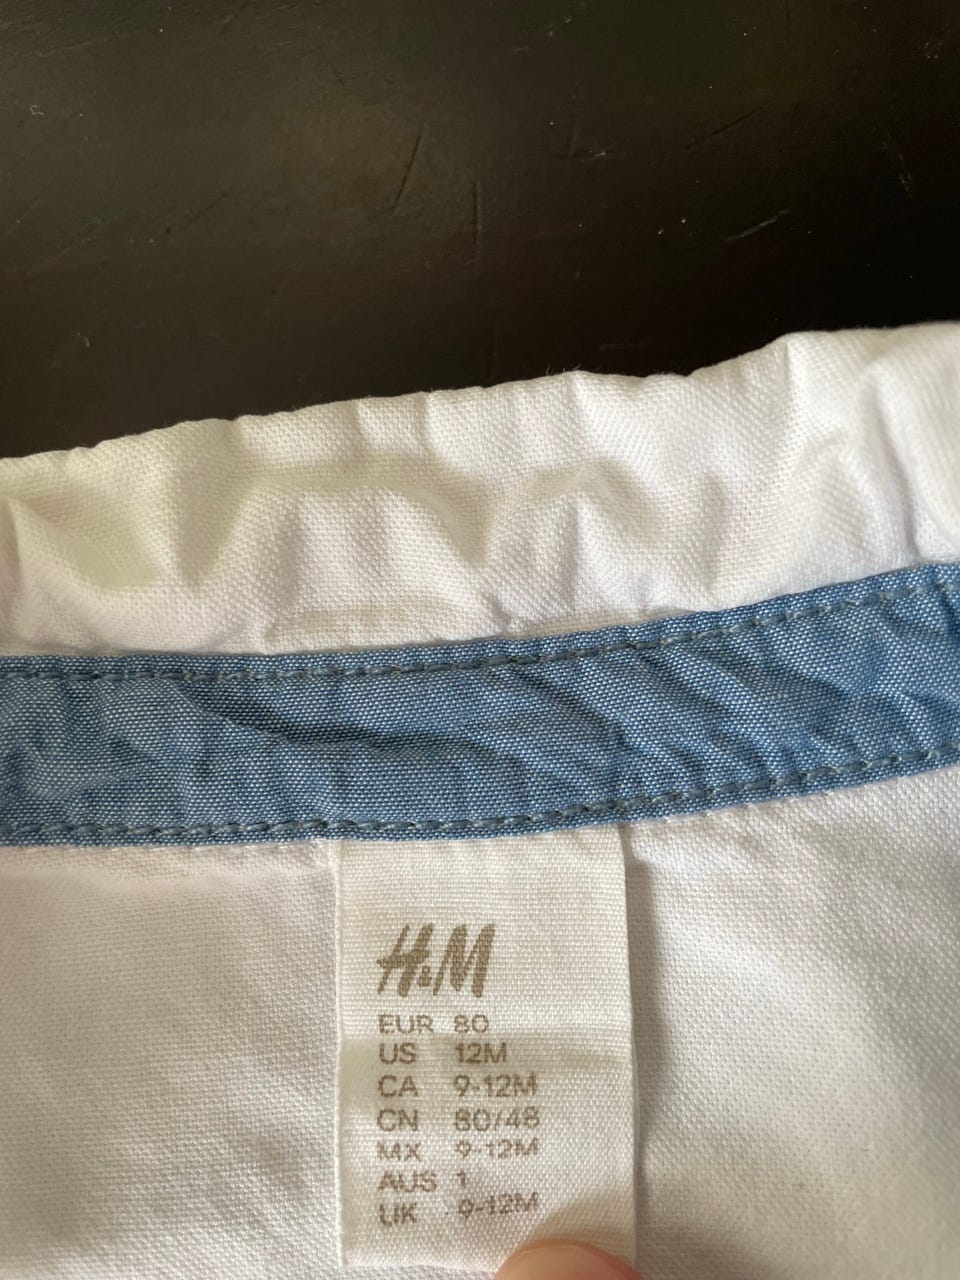 H&M
EUR 80
US 12M
CA 9-12M
CN 80/48
MX 9-12M
AUS 1
UK 9-12M